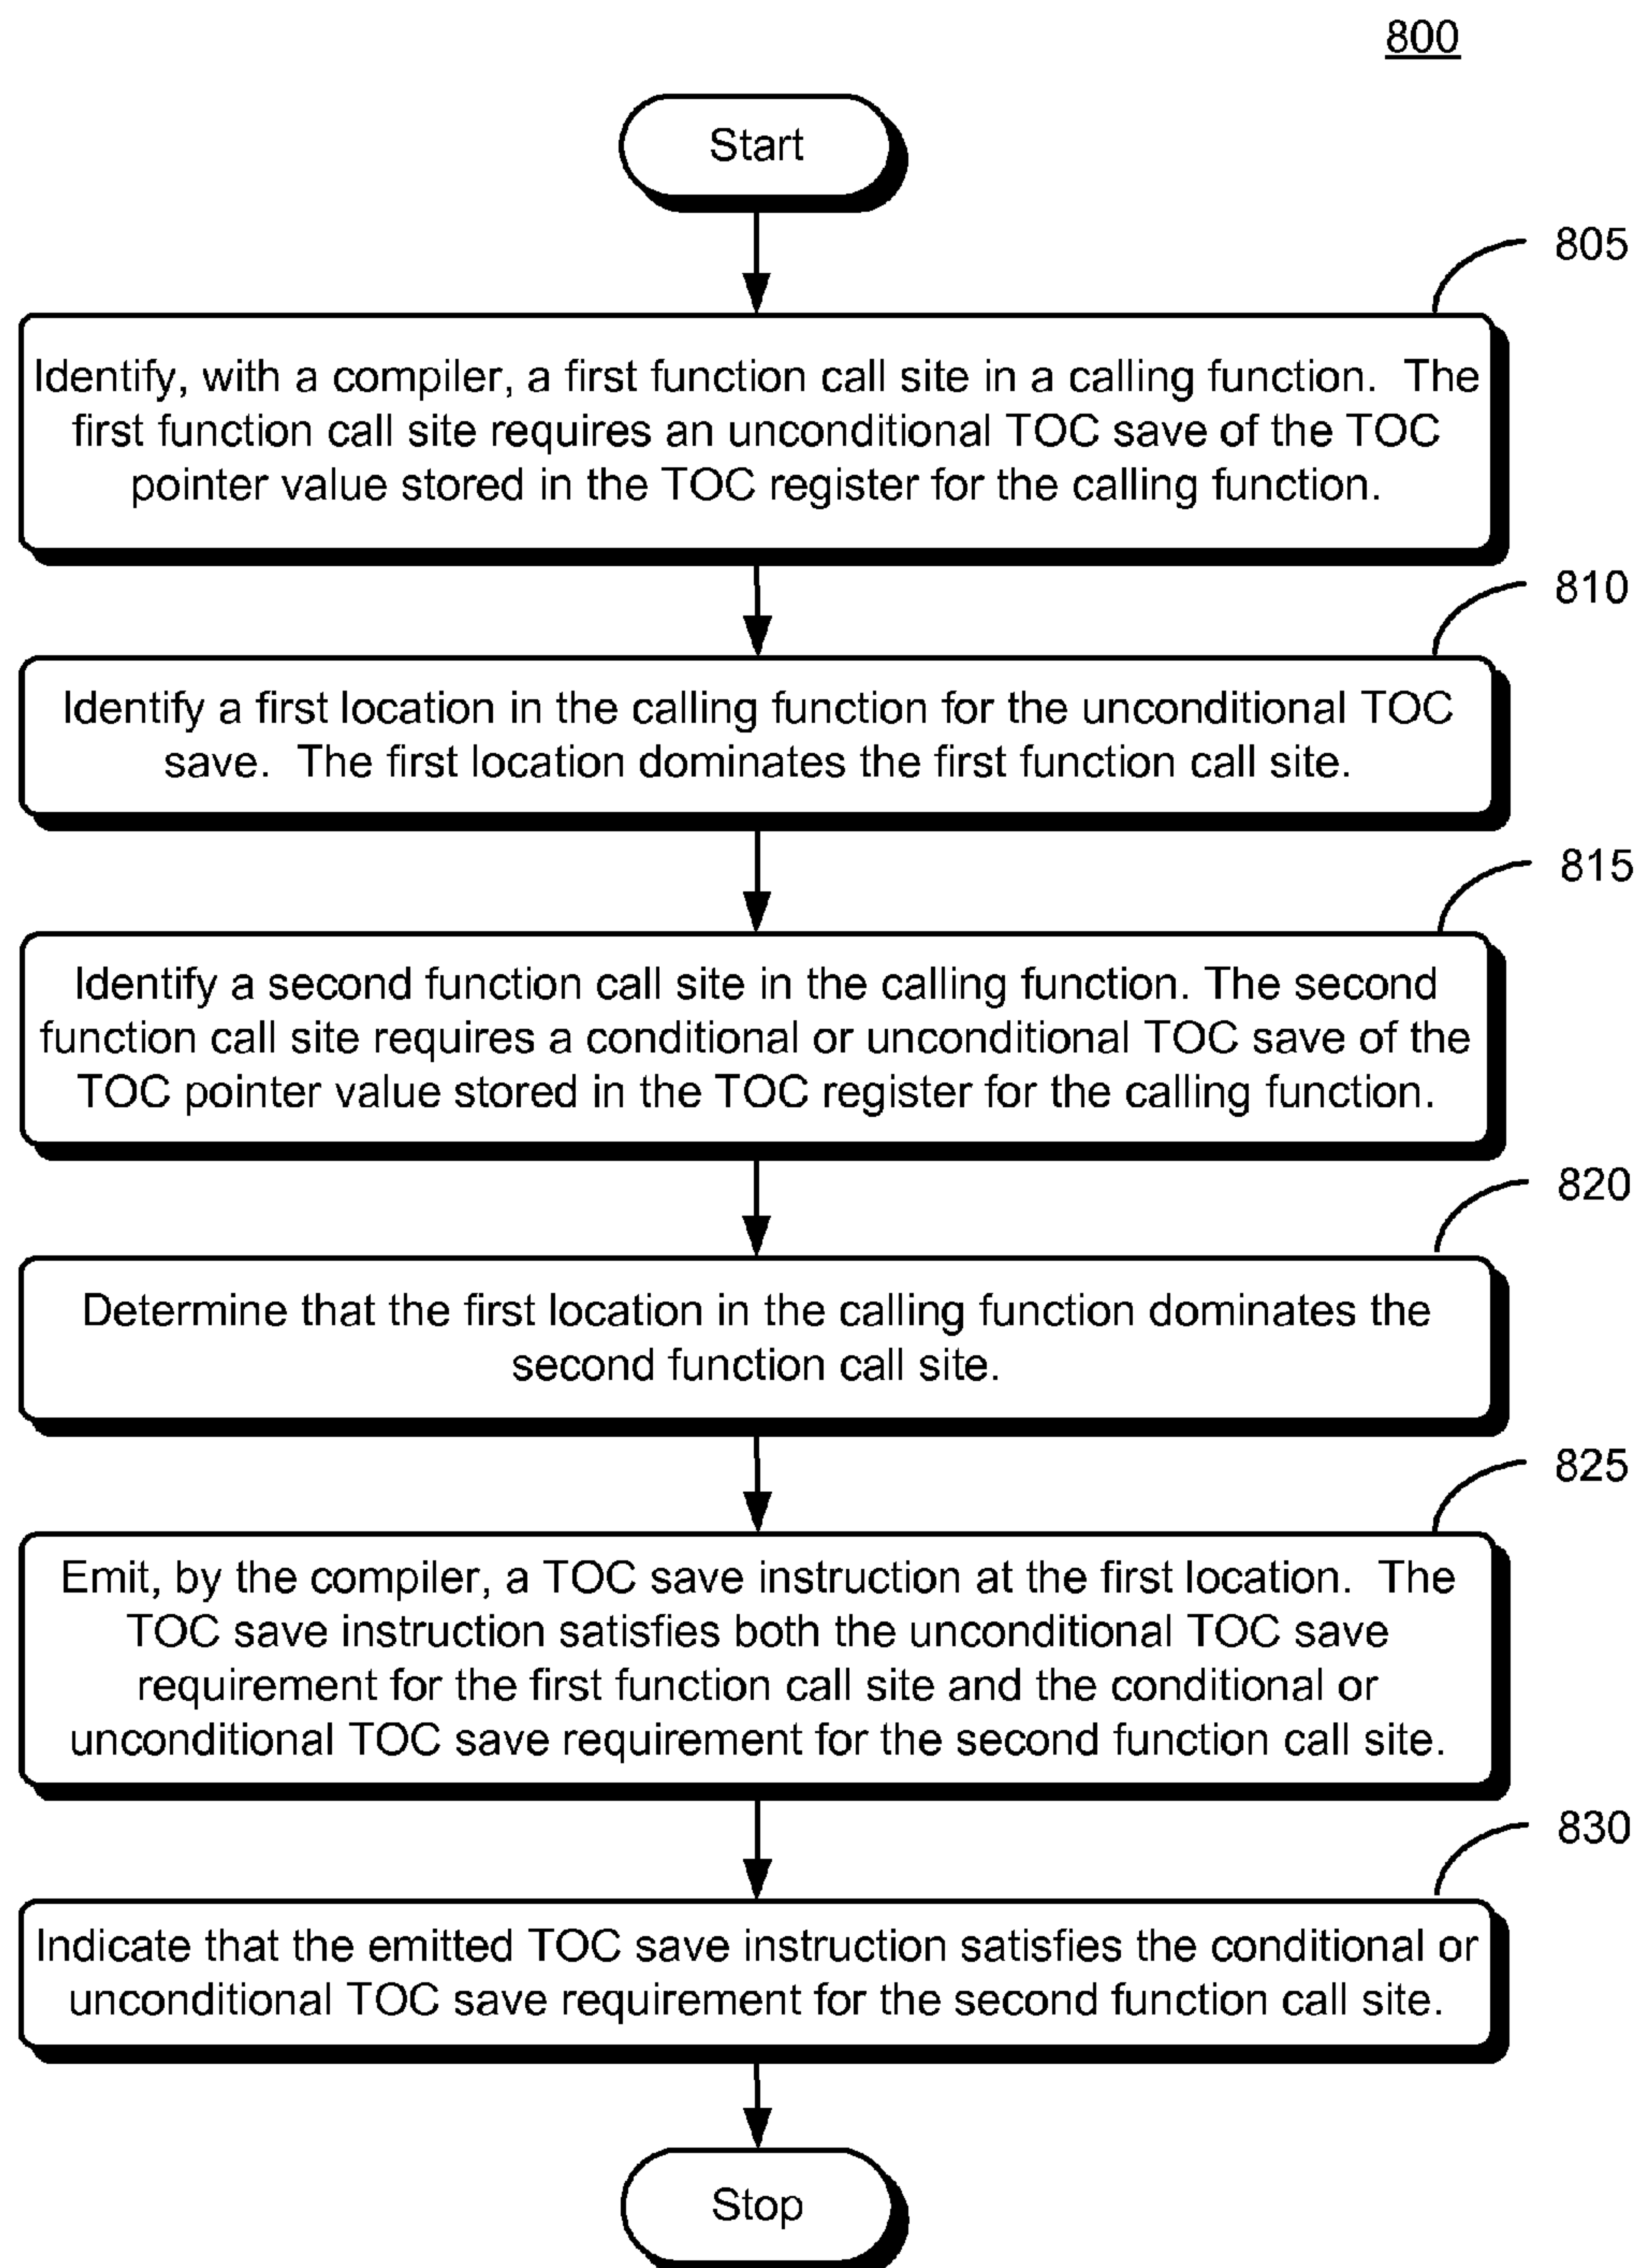 800
Start
805
Identify, with a compiler, a first function call site in a calling function. The
first function call site requires an unconditional TOC save of the TOC
pointer value stored in the TOC register for the calling function.
810
Identify a first location in the calling function for the unconditional TOC
save. The first location dominates the first function call site.
815
Identify a second function call site in the calling function. The second
function call site requires a conditional or unconditional TOC save of the
TOC pointer value stored in the TOC register for the calling function.
820
Determine that the first location in the calling function dominates the
second function call site.
825
Emit, by the compiler, a TOC save instruction at the first location. The
TOC save instruction satisfies both the unconditional TOC save
requirement for the first function call site and the conditional or
unconditional TOC save requirement for the second function call site.
830
Indicate that the emitted TOC save instruction satisfies the conditional or
unconditional TOC save requirement for the second function call site.
Stop